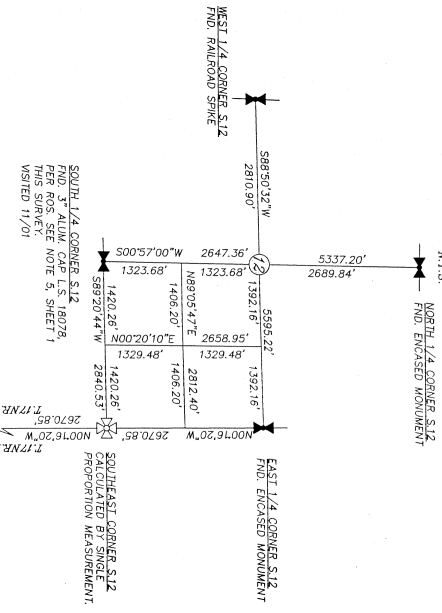 N.T.S.
NORTH 1/4 CORNER S.12
FND. ENCASED MONUMENT
WEST 1/4 CORNER S.12
FND. RAILROAD SPIKE
5337.20'
2689.84'
S88°50'32"W
2810.90'
12
5595.22'
1392.16'
1392.16'
EAST 1/4 CORNER S.12
FND. ENCASED MONUMENT
S00°57'00"W
2647.36'
1323.68'
1323.68'
N89°05'47"E
2812.40'
1406.20'
1406.20'
N00°20'10"E
2658.95'
1329.48'
1329.48'
S89°20'44"W
2840.53'
1420.26'
1420.26'
N00°16'20"W
2670.85'
N00°16'20"W
2670.85'
SOUTH 1/4 CORNER S.12
FND. 3" ALUM. CAP L.S. 18078,
PER ROS. SEE NOTE 5, SHEET 1
THIS SURVEY.
VISITED 11/01
SOUTHEAST CORNER S.12
CALCULATED BY SINGLE
PROPORTION MEASUREMENT.
T.17NR.
T.17NR.